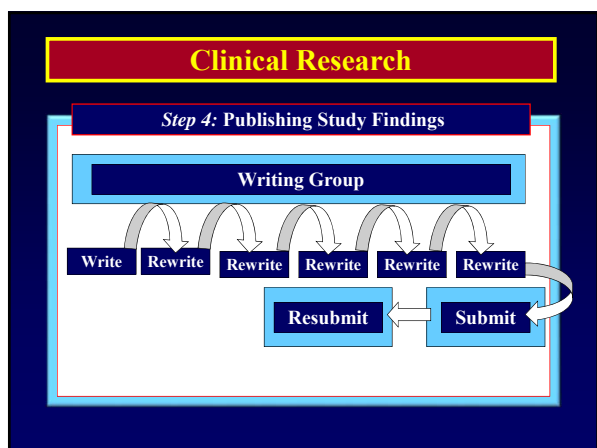 Clinical Research
Step 4: Publishing Study Findings
Writing Group
Write Rewrite Rewrite Rewrite Rewrite Rewrite
Resubmit Submit